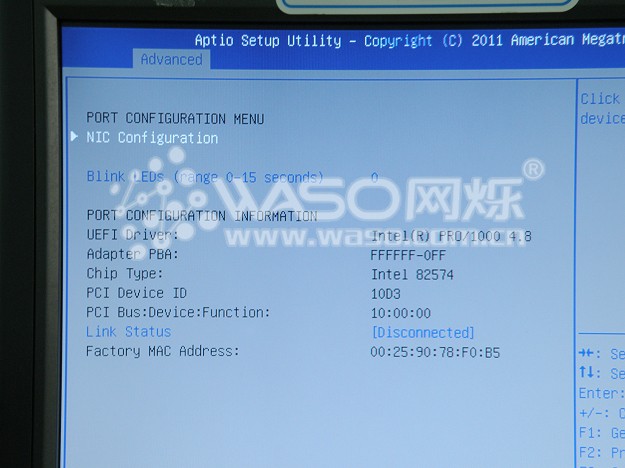 Aptio Setup Utility - Copyright (C) 2011 American Megat
Advanced
PORT CONFIGURATION MENU
NIC Configuration
Blink LEDs (range 0-15 seconds) 0
PORT CONFIGURATION INFORMATION
UEFI Driver: Intel(R) PRO/1000 4.8
Adapter PBA: FFFFFF-0FF
Chip Type: Intel 82574
PCI Device ID 10D3
PCI Bus:Device:Function: 10:00:00
Link Status [Disconnected]
Factory MAC Address: 00:25:90:78:F0:B5
Click
device
→←: Se
↑↓: Se
Enter:
+/-: C
F1: Ge
F2: Pr
WASO网烁®
www.waso.com.cn